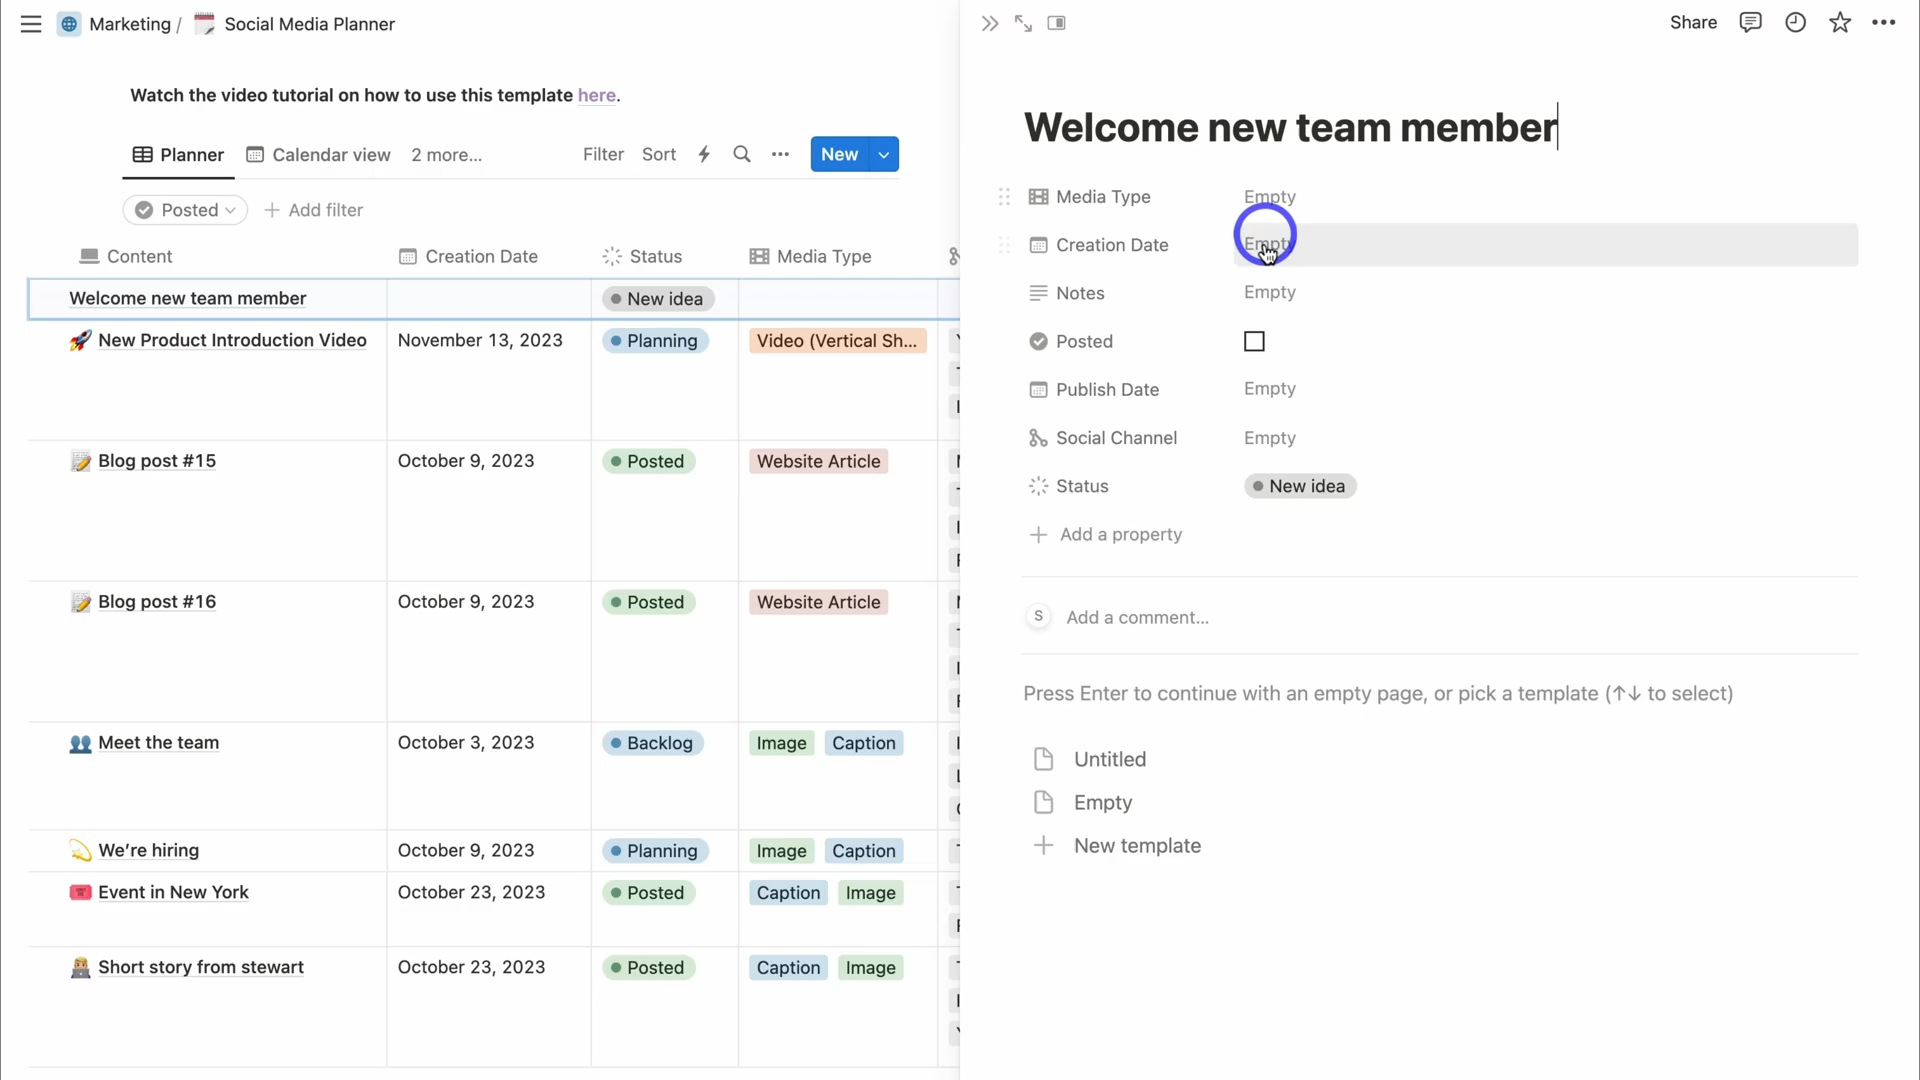 Marketing / Social Media Planner
Share
Watch the video tutorial on how to use this template here.
Planner Calendar view 2 more... Filter Sort New
Posted + Add filter
Content Creation Date Status Media Type
Welcome new team member New idea
New Product Introduction Video November 13, 2023 Planning Video (Vertical Sh...
Blog post #15 October 9, 2023 Posted Website Article
Blog post #16 October 9, 2023 Posted Website Article
Meet the team October 3, 2023 Backlog Image Caption
We're hiring October 9, 2023 Planning Image Caption
Event in New York October 23, 2023 Posted Caption Image
Short story from stewart October 23, 2023 Posted Caption Image
Welcome new team member
Media Type Empty
Creation Date Empty
Notes Empty
Posted
Publish Date Empty
Social Channel Empty
Status New idea
+ Add a property
S Add a comment...
Press Enter to continue with an empty page, or pick a template (↑↓ to select)
Untitled
Empty
+ New template